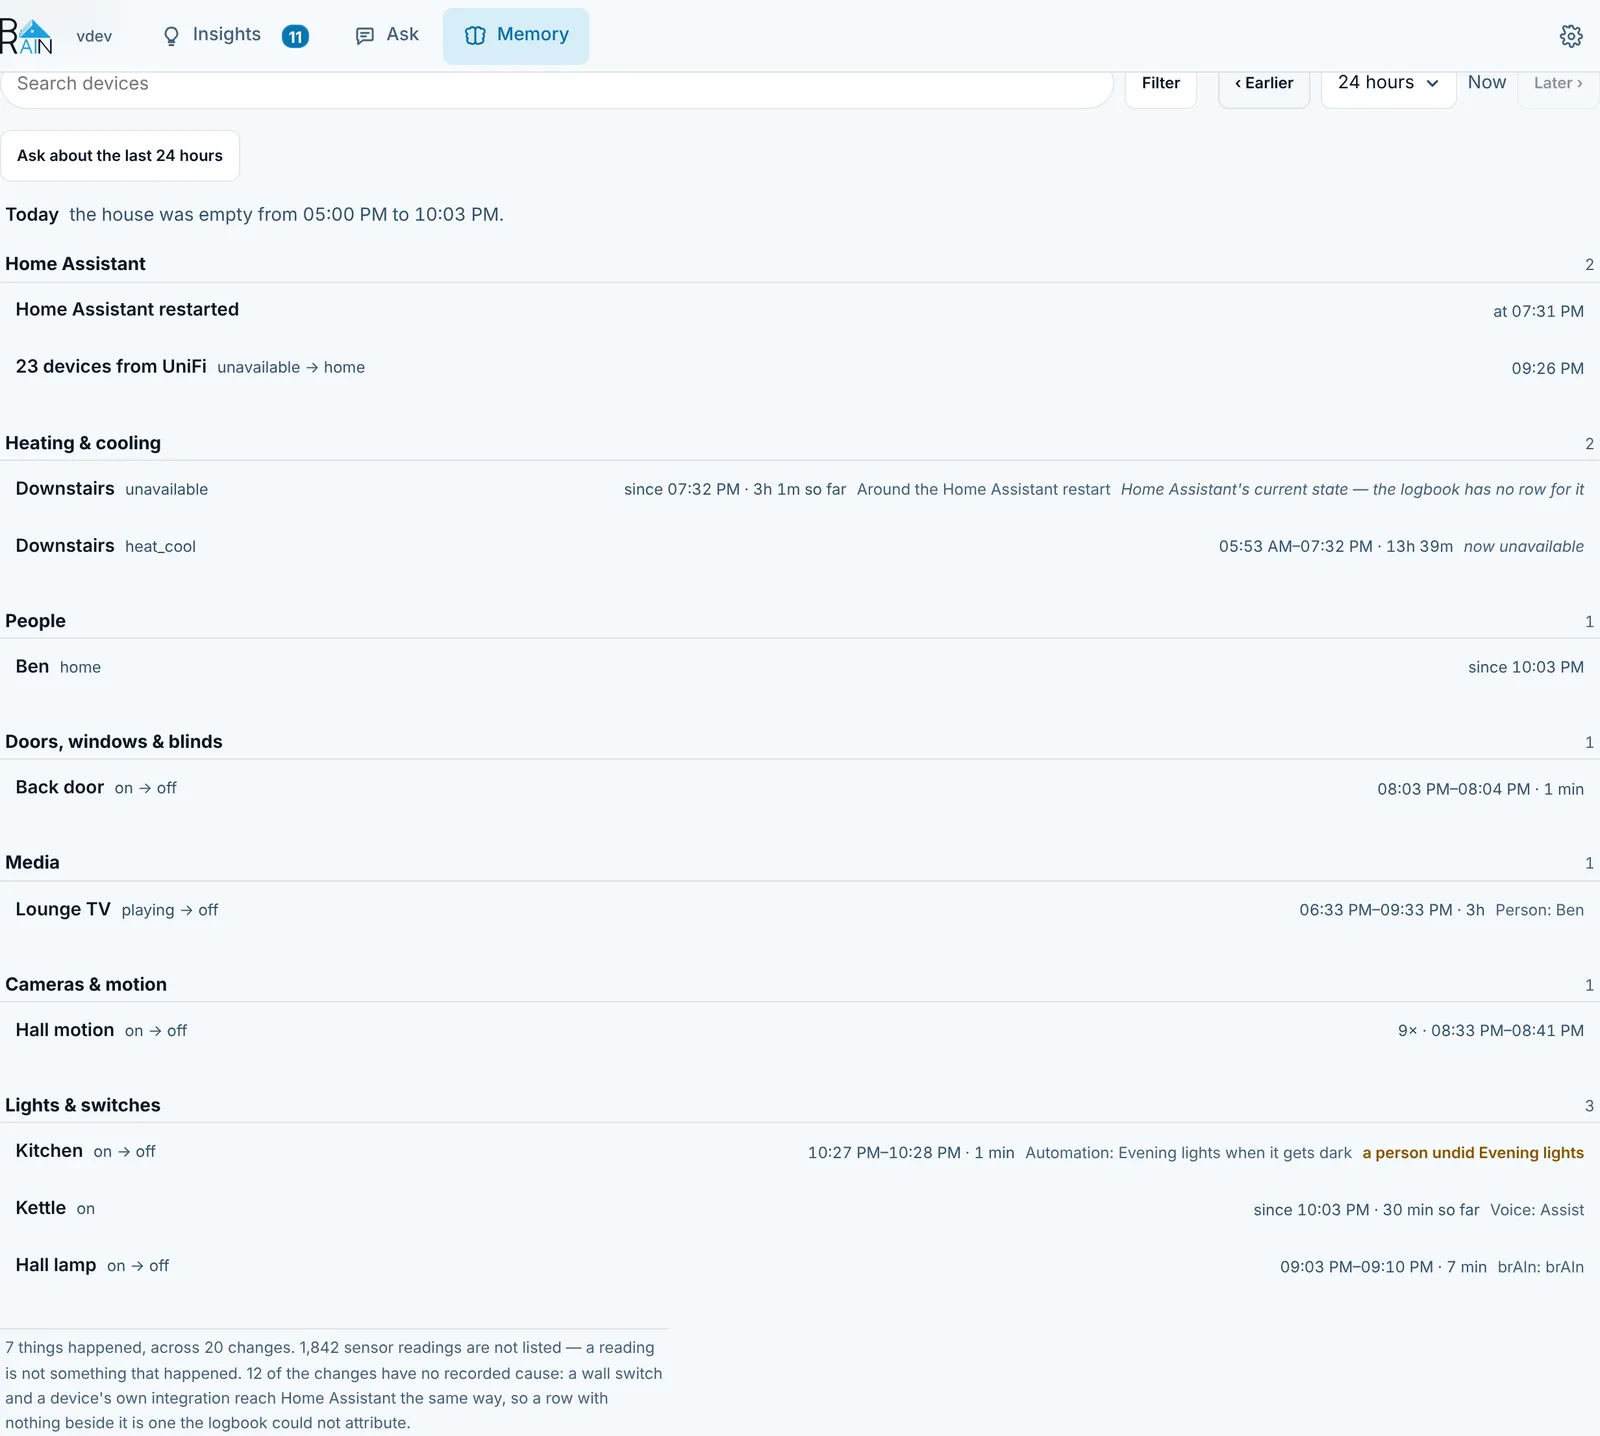 BRAIN vdev Insights 11 Ask Memory
Search devices Filter ‹ Earlier 24 hours Now Later ›
Ask about the last 24 hours
Today the house was empty from 05:00 PM to 10:03 PM.
Home Assistant 2
Home Assistant restarted at 07:31 PM
23 devices from UniFi unavailable → home 09:26 PM
Heating & cooling 2
Downstairs unavailable since 07:32 PM · 3h 1m so far Around the Home Assistant restart Home Assistant's current state — the logbook has no row for it
Downstairs heat_cool 05:53 AM–07:32 PM · 13h 39m now unavailable
People 1
Ben home since 10:03 PM
Doors, windows & blinds 1
Back door on → off 08:03 PM–08:04 PM · 1 min
Media 1
Lounge TV playing → off 06:33 PM–09:33 PM · 3h Person: Ben
Cameras & motion 1
Hall motion on → off 9× · 08:33 PM–08:41 PM
Lights & switches 3
Kitchen on → off 10:27 PM–10:28 PM · 1 min Automation: Evening lights when it gets dark a person undid Evening lights
Kettle on since 10:03 PM · 30 min so far Voice: Assist
Hall lamp on → off 09:03 PM–09:10 PM · 7 min brAIn: brAIn
7 things happened, across 20 changes. 1,842 sensor readings are not listed — a reading
is not something that happened. 12 of the changes have no recorded cause: a wall switch
and a device's own integration reach Home Assistant the same way, so a row with
nothing beside it is one the logbook could not attribute.